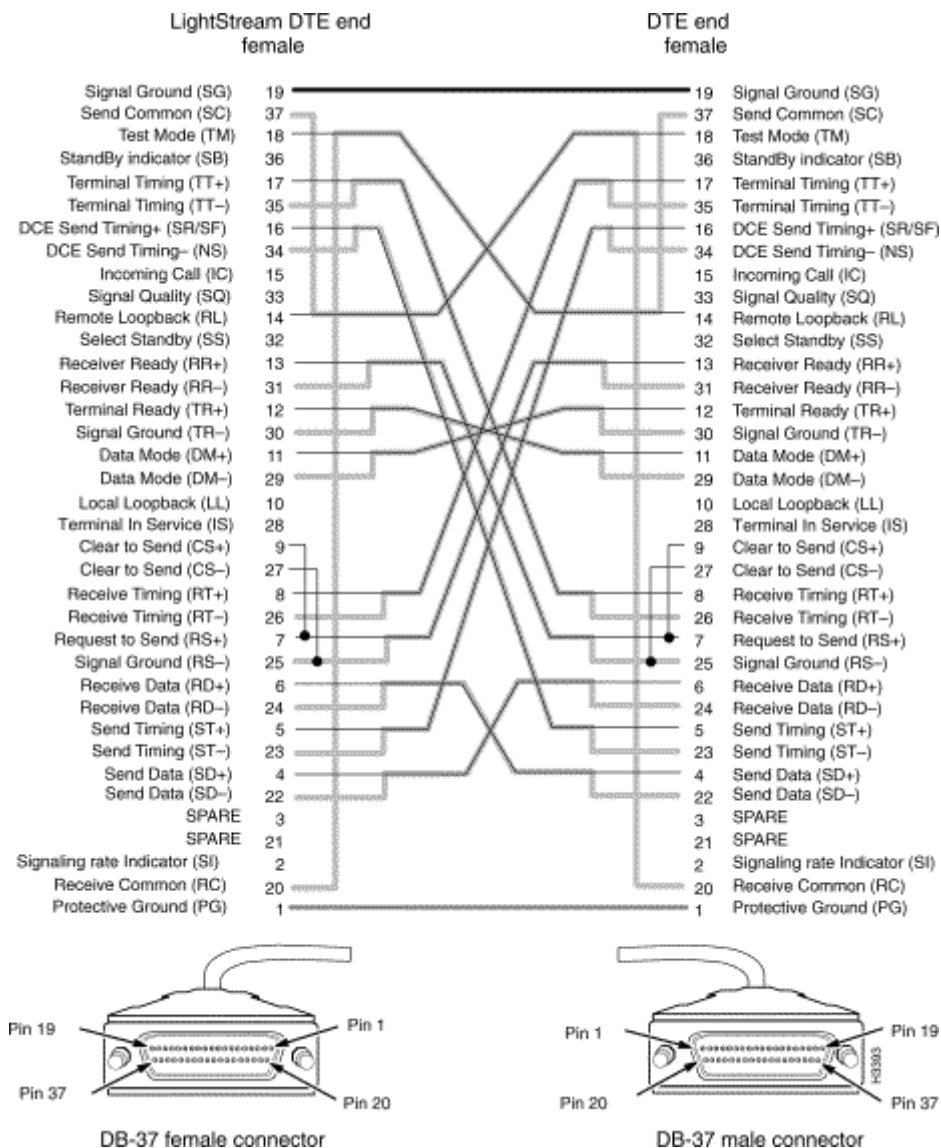 LightStream DTE end
female
DTE end
female
Signal Ground (SG) 19 19 Signal Ground (SG)
Send Common (SC) 37 37 Send Common (SC)
Test Mode (TM) 18 18 Test Mode (TM)
StandBy indicator (SB) 36 36 StandBy indicator (SB)
Terminal Timing (TT+) 17 17 Terminal Timing (TT+)
Terminal Timing (TT–) 35 35 Terminal Timing (TT–)
DCE Send Timing+ (SR/SF) 16 16 DCE Send Timing+ (SR/SF)
DCE Send Timing– (NS) 34 34 DCE Send Timing– (NS)
Incoming Call (IC) 15 15 Incoming Call (IC)
Signal Quality (SQ) 33 33 Signal Quality (SQ)
Remote Loopback (RL) 14 14 Remote Loopback (RL)
Select Standby (SS) 32 32 Select Standby (SS)
Receiver Ready (RR+) 13 13 Receiver Ready (RR+)
Receiver Ready (RR–) 31 31 Receiver Ready (RR–)
Terminal Ready (TR+) 12 12 Terminal Ready (TR+)
Signal Ground (TR–) 30 30 Signal Ground (TR–)
Data Mode (DM+) 11 11 Data Mode (DM+)
Data Mode (DM–) 29 29 Data Mode (DM–)
Local Loopback (LL) 10 10 Local Loopback (LL)
Terminal In Service (IS) 28 28 Terminal In Service (IS)
Clear to Send (CS+) 9 9 Clear to Send (CS+)
Clear to Send (CS–) 27 27 Clear to Send (CS–)
Receive Timing (RT+) 8 8 Receive Timing (RT+)
Receive Timing (RT–) 26 26 Receive Timing (RT–)
Request to Send (RS+) 7 7 Request to Send (RS+)
Signal Ground (RS–) 25 25 Signal Ground (RS–)
Receive Data (RD+) 6 6 Receive Data (RD+)
Receive Data (RD–) 24 24 Receive Data (RD–)
Send Timing (ST+) 5 5 Send Timing (ST+)
Send Timing (ST–) 23 23 Send Timing (ST–)
Send Data (SD+) 4 4 Send Data (SD+)
Send Data (SD–) 22 22 Send Data (SD–)
SPARE 3 3 SPARE
SPARE 21 21 SPARE
Signaling rate Indicator (SI) 2 2 Signaling rate Indicator (SI)
Receive Common (RC) 20 20 Receive Common (RC)
Protective Ground (PG) 1 1 Protective Ground (PG)
Pin 19
Pin 1
Pin 37
Pin 20
DB-37 female connector
Pin 1
Pin 19
Pin 20
Pin 37
H3393
DB-37 male connector